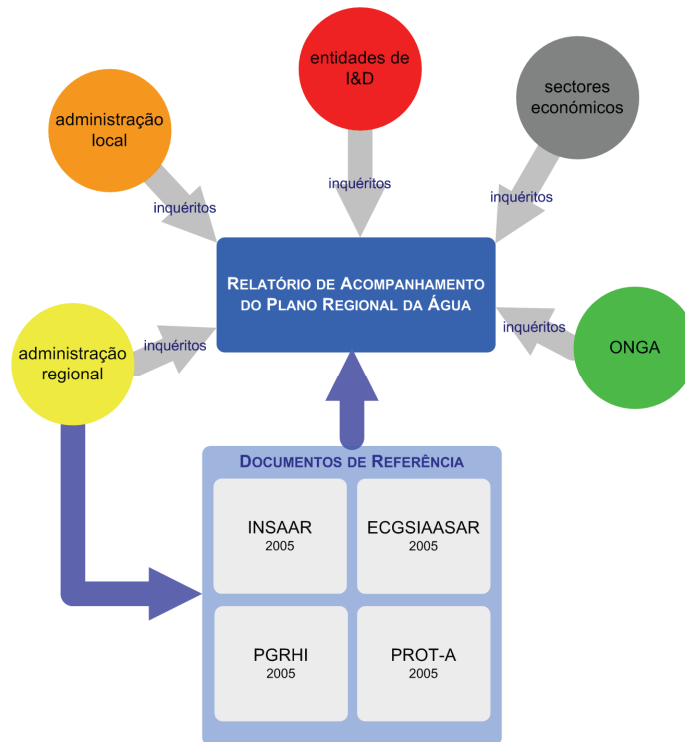 entidades de
I&D
sectores
económicos
administração
local
inquéritos
inquéritos
inquéritos
RELATÓRIO DE ACOMPANHAMENTO
DO PLANO REGIONAL DA ÁGUA
administração
regional
inquéritos
inquéritos
ONGA
DOCUMENTOS DE REFERÊNCIA
INSAAR
2005
ECGSIAASAR
2005
PGRHI
2005
PROT-A
2005